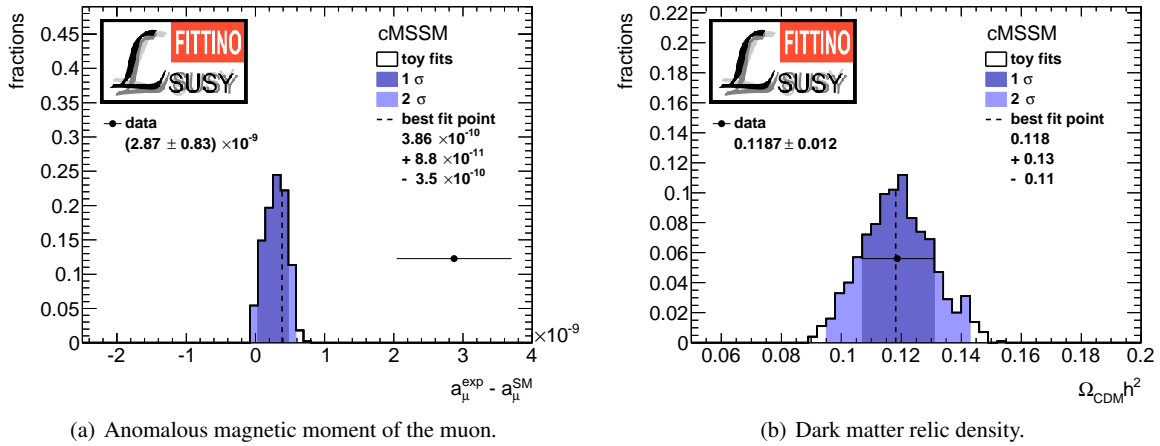 fractions
0.45
0.4
0.35
0.3
0.25
0.2
0.15
0.1
0.05
0
L FITTINO
SUSY
data
(2.87 ± 0.83) ×10^-9
cMSSM
toy fits
1 σ
2 σ
best fit point
3.86 ×10^-10
+ 8.8 ×10^-11
- 3.5 ×10^-10
-2 -1 0 1 2 3 4
×10^-9
a_μ^exp - a_μ^SM
(a) Anomalous magnetic moment of the muon.
fractions
0.22
0.2
0.18
0.16
0.14
0.12
0.1
0.08
0.06
0.04
0.02
0
L FITTINO
SUSY
data
0.1187 ± 0.012
cMSSM
toy fits
1 σ
2 σ
best fit point
0.118
+ 0.13
- 0.11
0.06 0.08 0.1 0.12 0.14 0.16 0.18 0.2
Ω_CDM h^2
(b) Dark matter relic density.